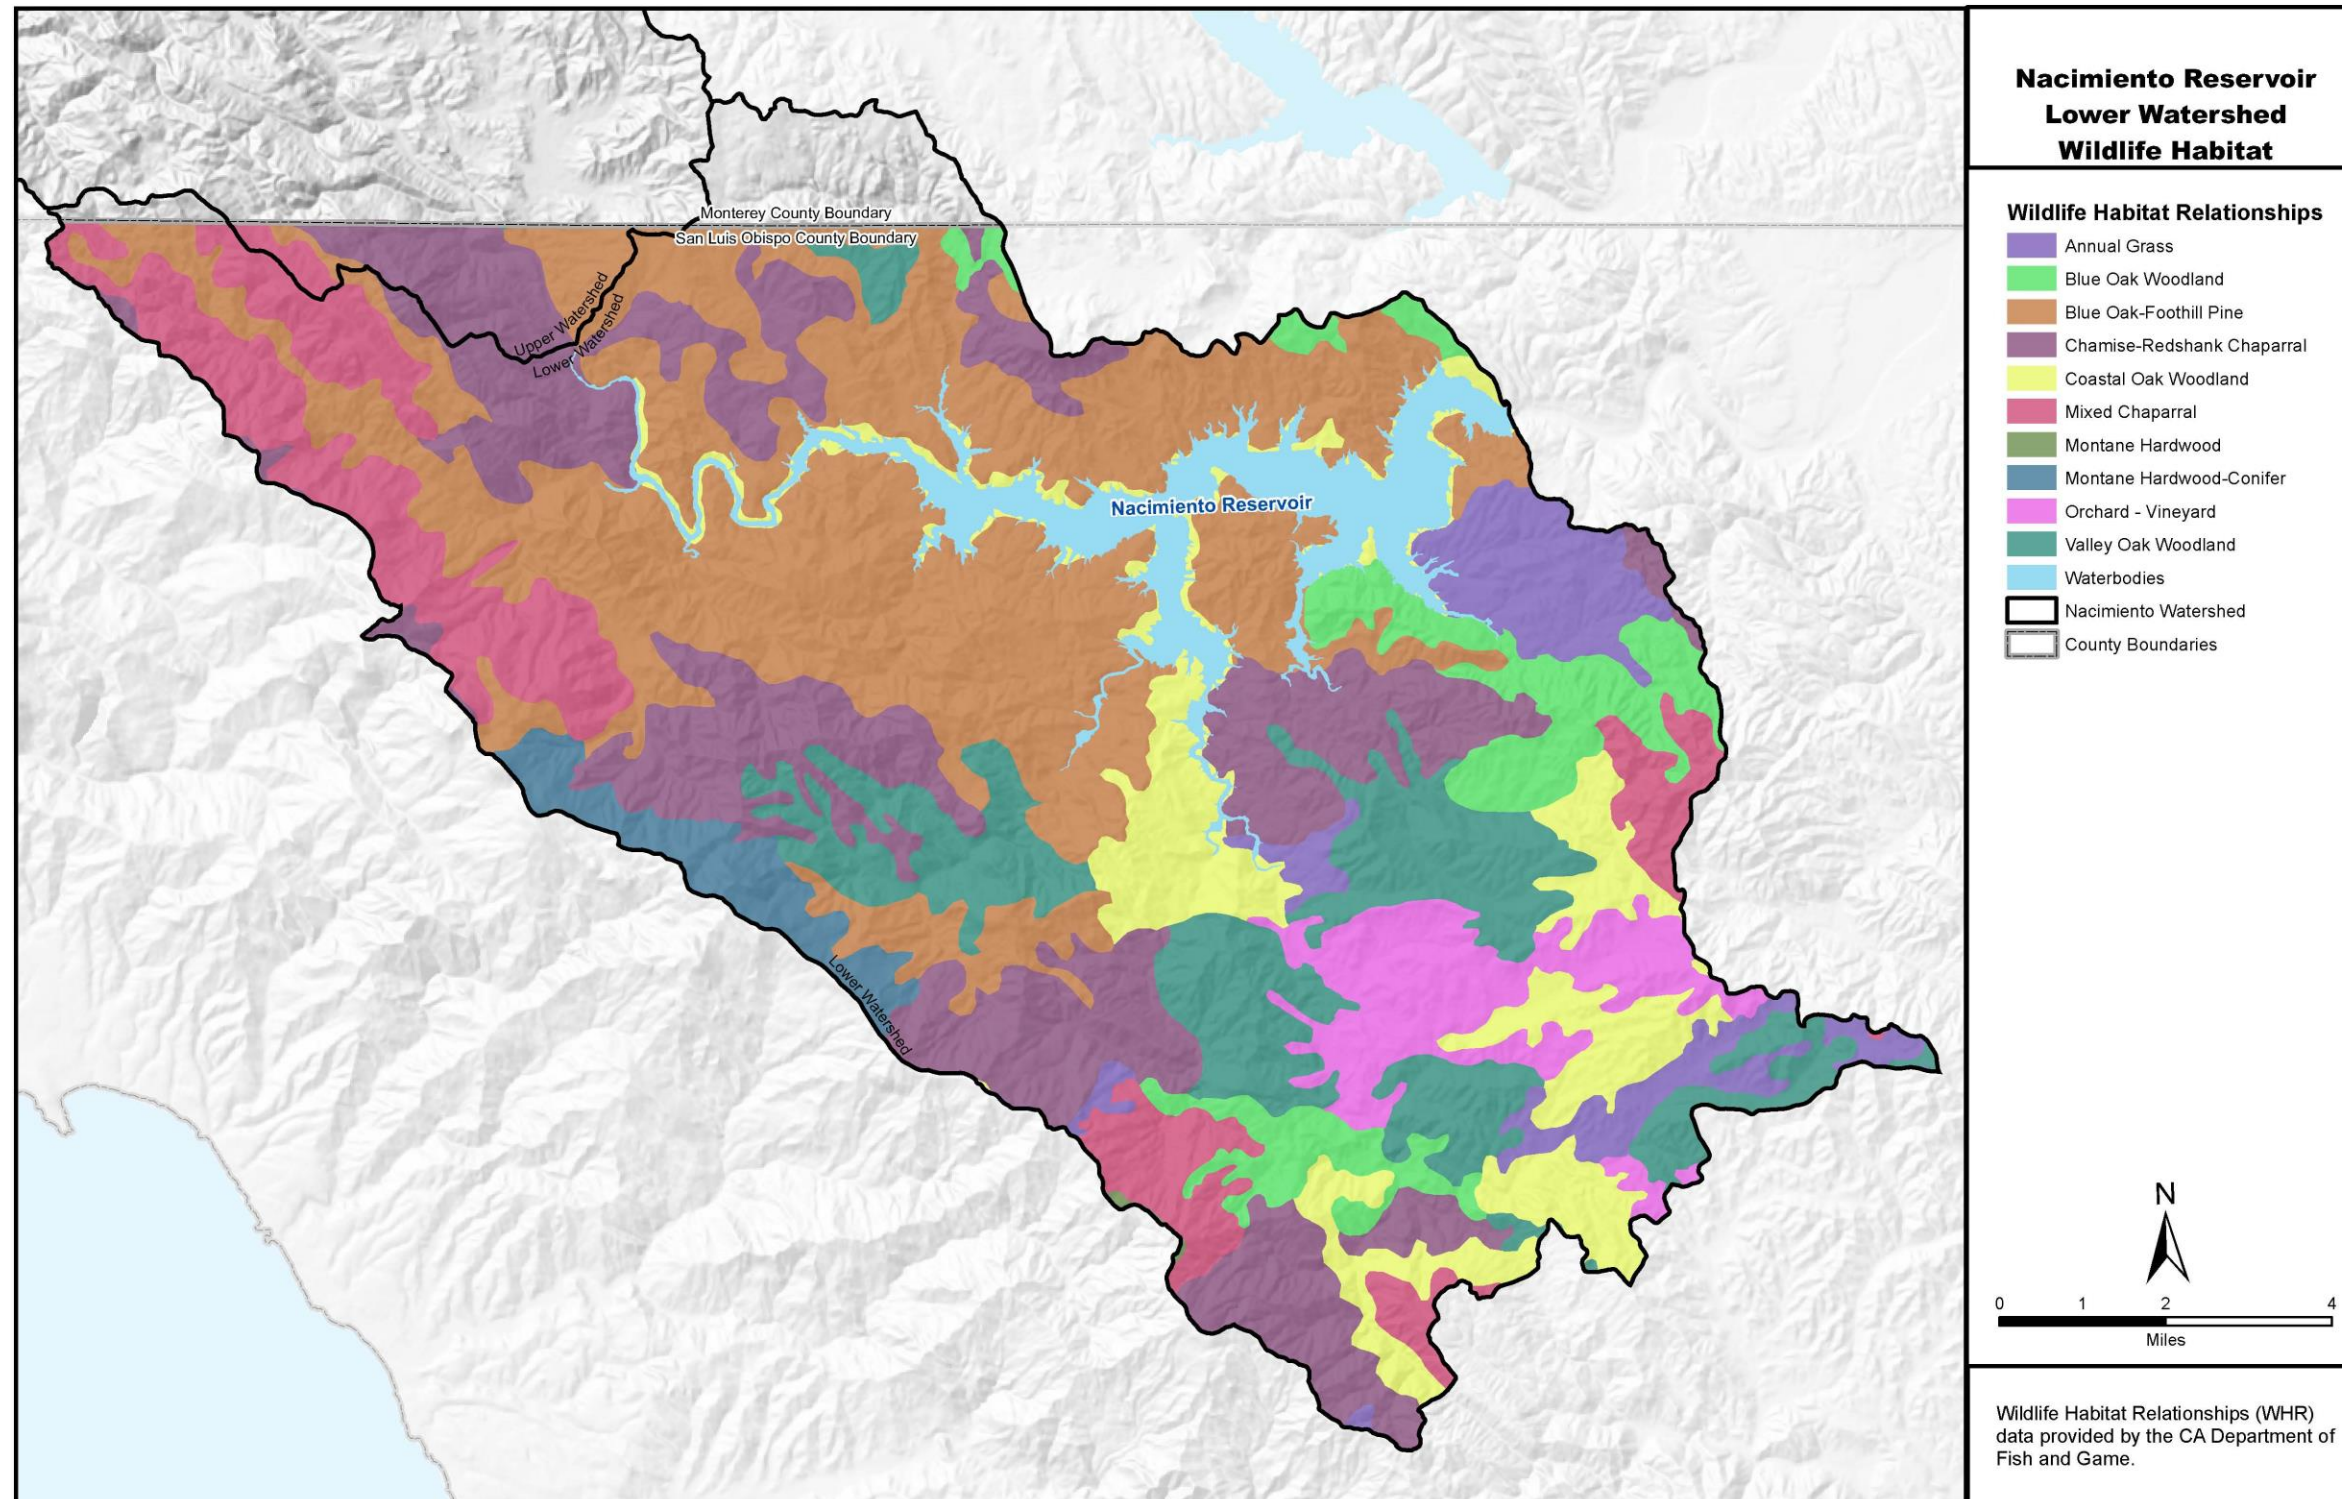 Nacimiento Reservoir
Lower Watershed
Wildlife Habitat
Wildlife Habitat Relationships
Annual Grass
Blue Oak Woodland
Blue Oak-Foothill Pine
Chamise-Redshank Chaparral
Coastal Oak Woodland
Mixed Chaparral
Montane Hardwood
Montane Hardwood-Conifer
Orchard - Vineyard
Valley Oak Woodland
Waterbodies
Nacimiento Watershed
County Boundaries
Monterey County Boundary
San Luis Obispo County Boundary
Upper Watershed
Lower Watershed
Nacimiento Reservoir
Lower Watershed
N
0 1 2 4
Miles
Wildlife Habitat Relationships (WHR)
data provided by the CA Department of
Fish and Game.